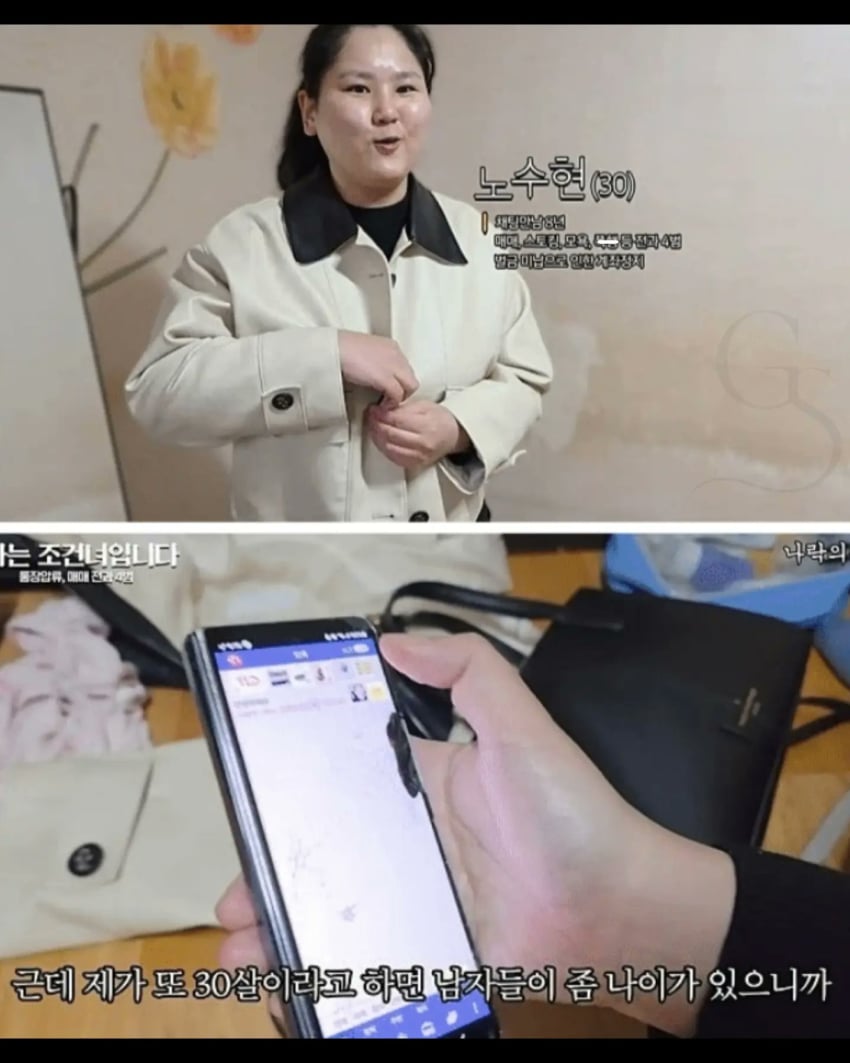 노수현 (30)
채팅만남 8년
매매, 스토킹, 모욕, 등 전과 4범
벌금 미납으로 인한 계좌정지
GS
는 조건녀입니다
통장압류, 매매 전과 4범
나락의
근데 제가 또 30살이라고 하면 남자들이 좀 나이가 있으니까